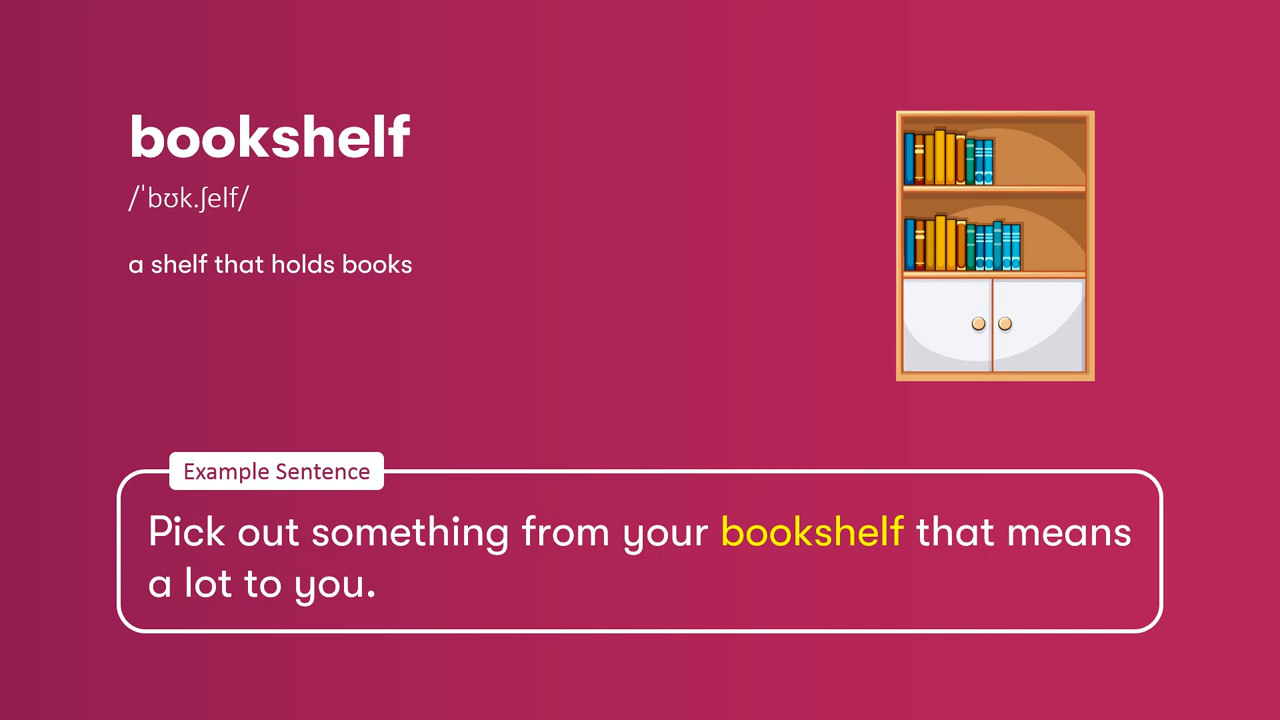 bookshelf
/ˈbʊk.ʃelf/
a shelf that holds books
Example Sentence
Pick out something from your bookshelf that means
a lot to you.